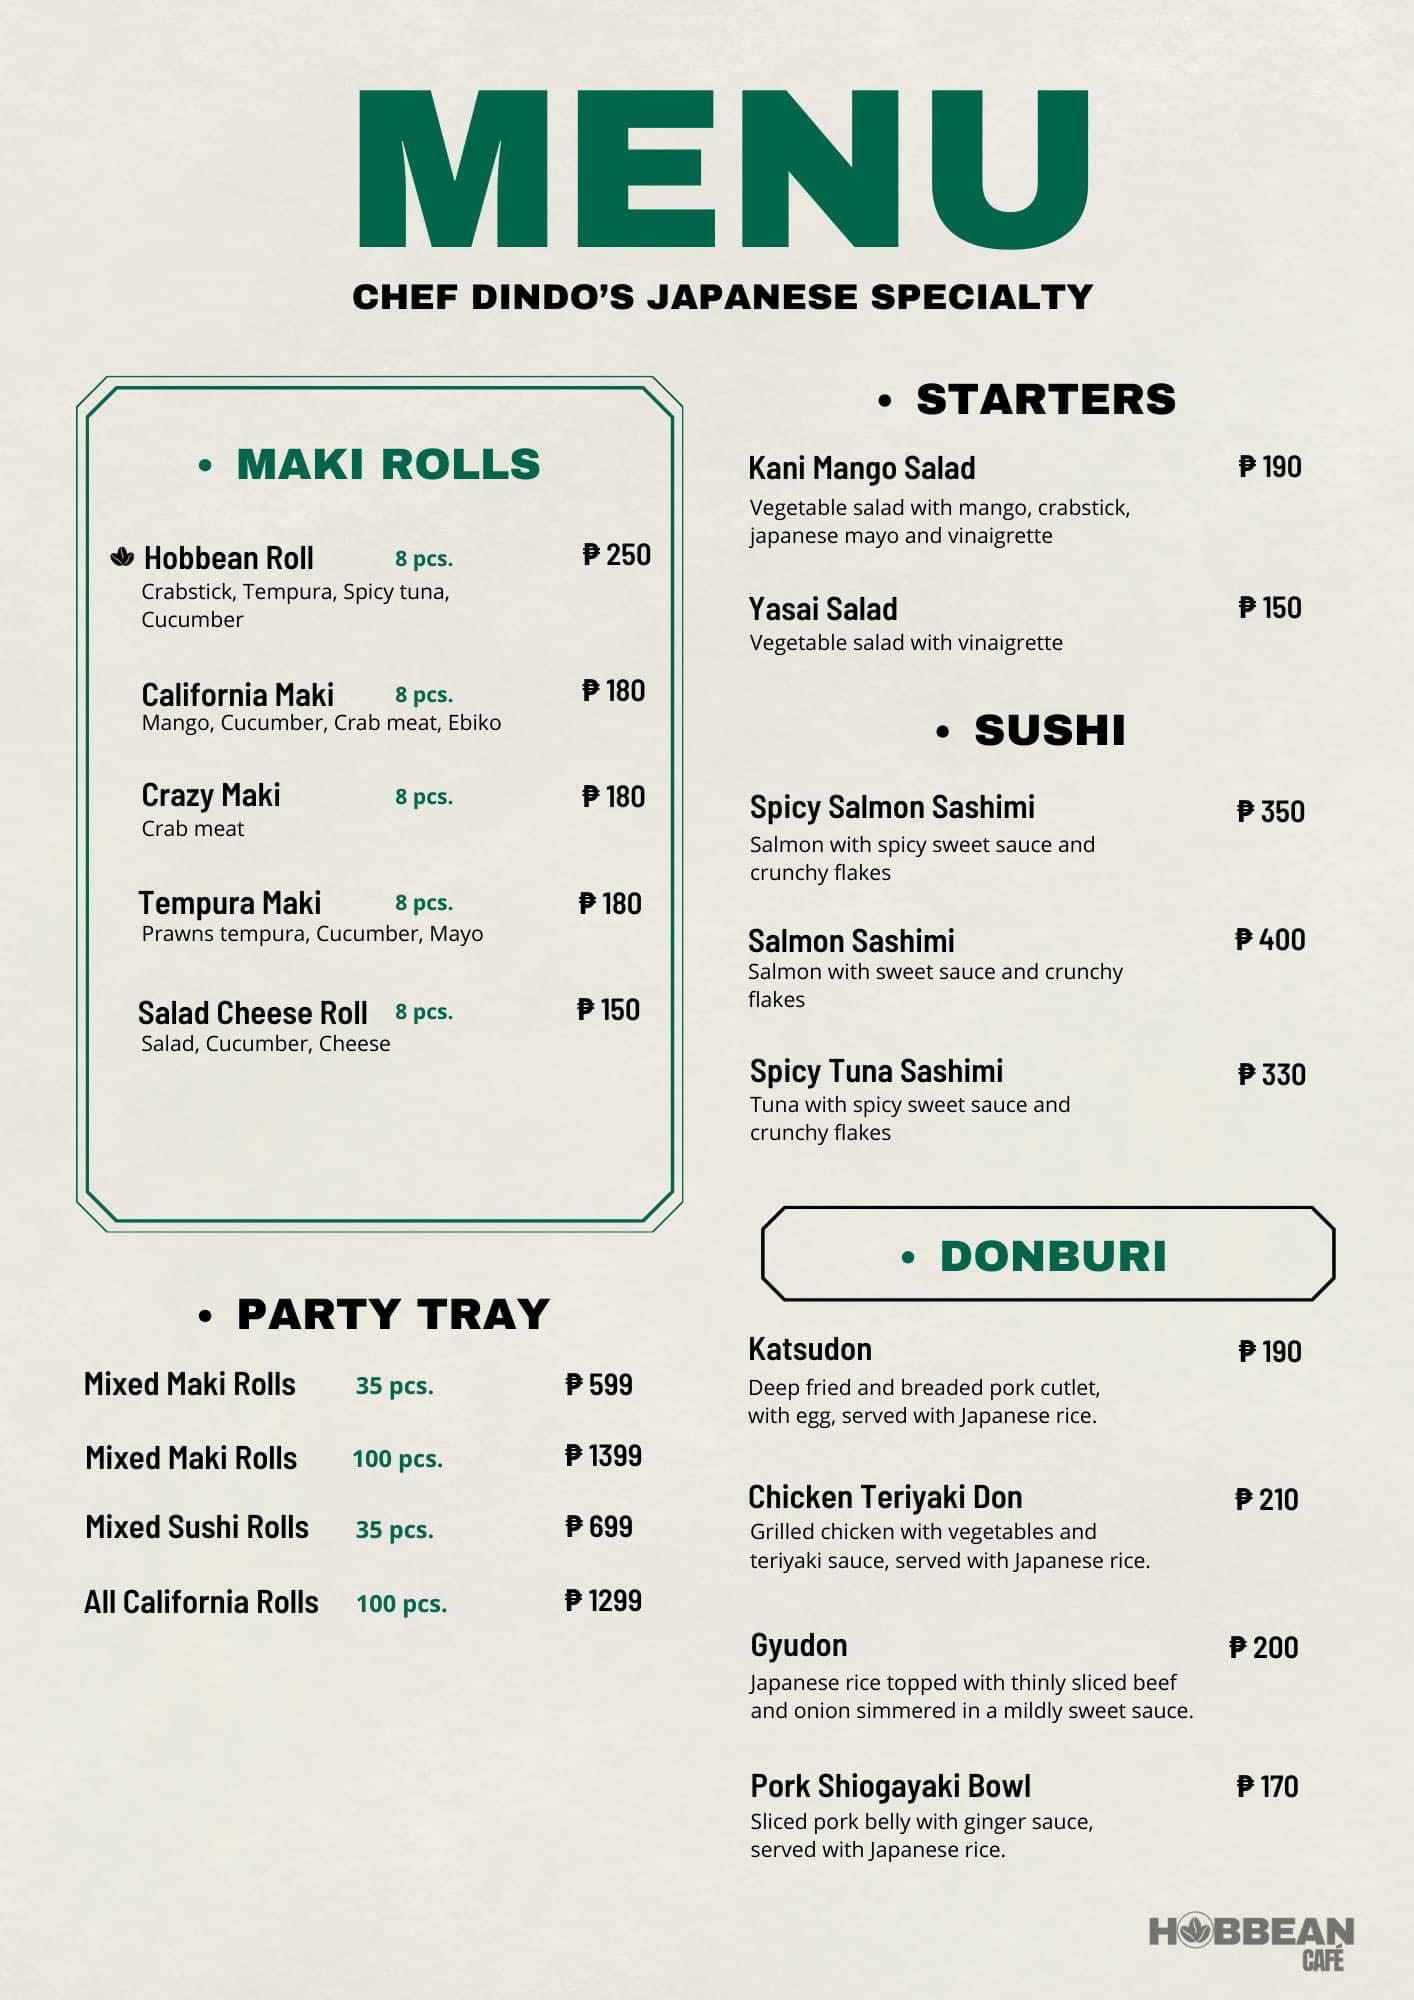 MENU
CHEF DINDO'S JAPANESE SPECIALTY
• MAKI ROLLS
Hobbean Roll 8 pcs. ₱ 250
Crabstick, Tempura, Spicy tuna,
Cucumber
California Maki 8 pcs. ₱ 180
Mango, Cucumber, Crab meat, Ebiko
Crazy Maki 8 pcs. ₱ 180
Crab meat
Tempura Maki 8 pcs. ₱ 180
Prawns tempura, Cucumber, Mayo
Salad Cheese Roll 8 pcs. ₱ 150
Salad, Cucumber, Cheese
• PARTY TRAY
Mixed Maki Rolls 35 pcs. ₱ 599
Mixed Maki Rolls 100 pcs. ₱ 1399
Mixed Sushi Rolls 35 pcs. ₱ 699
All California Rolls 100 pcs. ₱ 1299
• STARTERS
Kani Mango Salad ₱ 190
Vegetable salad with mango, crabstick,
japanese mayo and vinaigrette
Yasai Salad ₱ 150
Vegetable salad with vinaigrette
• SUSHI
Spicy Salmon Sashimi ₱ 350
Salmon with spicy sweet sauce and
crunchy flakes
Salmon Sashimi ₱ 400
Salmon with sweet sauce and crunchy
flakes
Spicy Tuna Sashimi ₱ 330
Tuna with spicy sweet sauce and
crunchy flakes
• DONBURI
Katsudon ₱ 190
Deep fried and breaded pork cutlet,
with egg, served with Japanese rice.
Chicken Teriyaki Don ₱ 210
Grilled chicken with vegetables and
teriyaki sauce, served with Japanese rice.
Gyudon ₱ 200
Japanese rice topped with thinly sliced beef
and onion simmered in a mildly sweet sauce.
Pork Shiogayaki Bowl ₱ 170
Sliced pork belly with ginger sauce,
served with Japanese rice.
HOBBEAN
CAFÉ